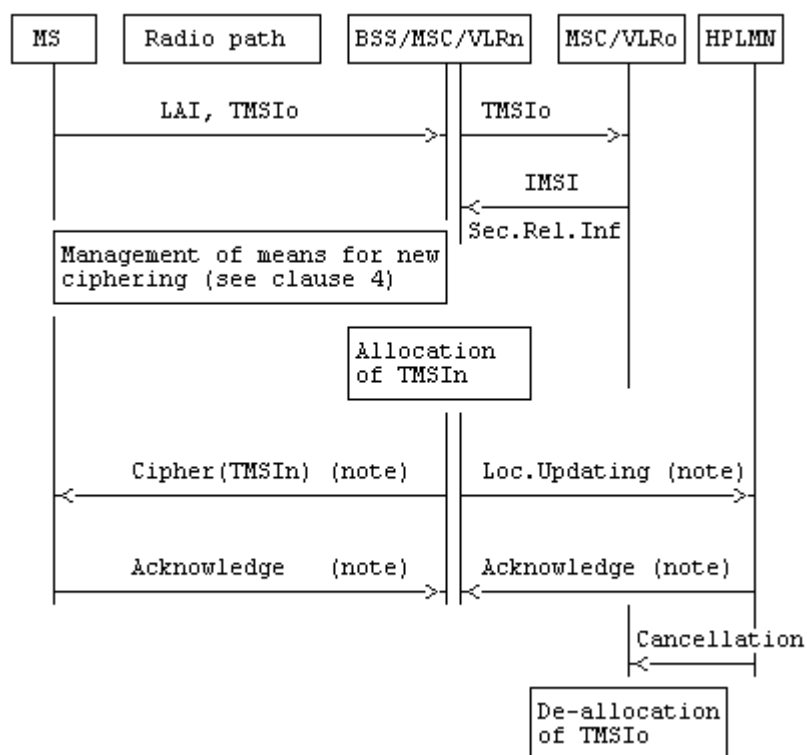 MS
Radio path
BSS/MSC/VLRn
MSC/VLRo
HPLMN
LAI, TMSIo
TMSIo
IMSI
Sec.Rel.Inf
Management of means for new
ciphering (see clause 4)
Allocation
of TMSIn
Cipher(TMSIn) (note)
Loc.Updating (note)
Acknowledge (note)
Acknowledge (note)
Cancellation
De-allocation
of TMSIo